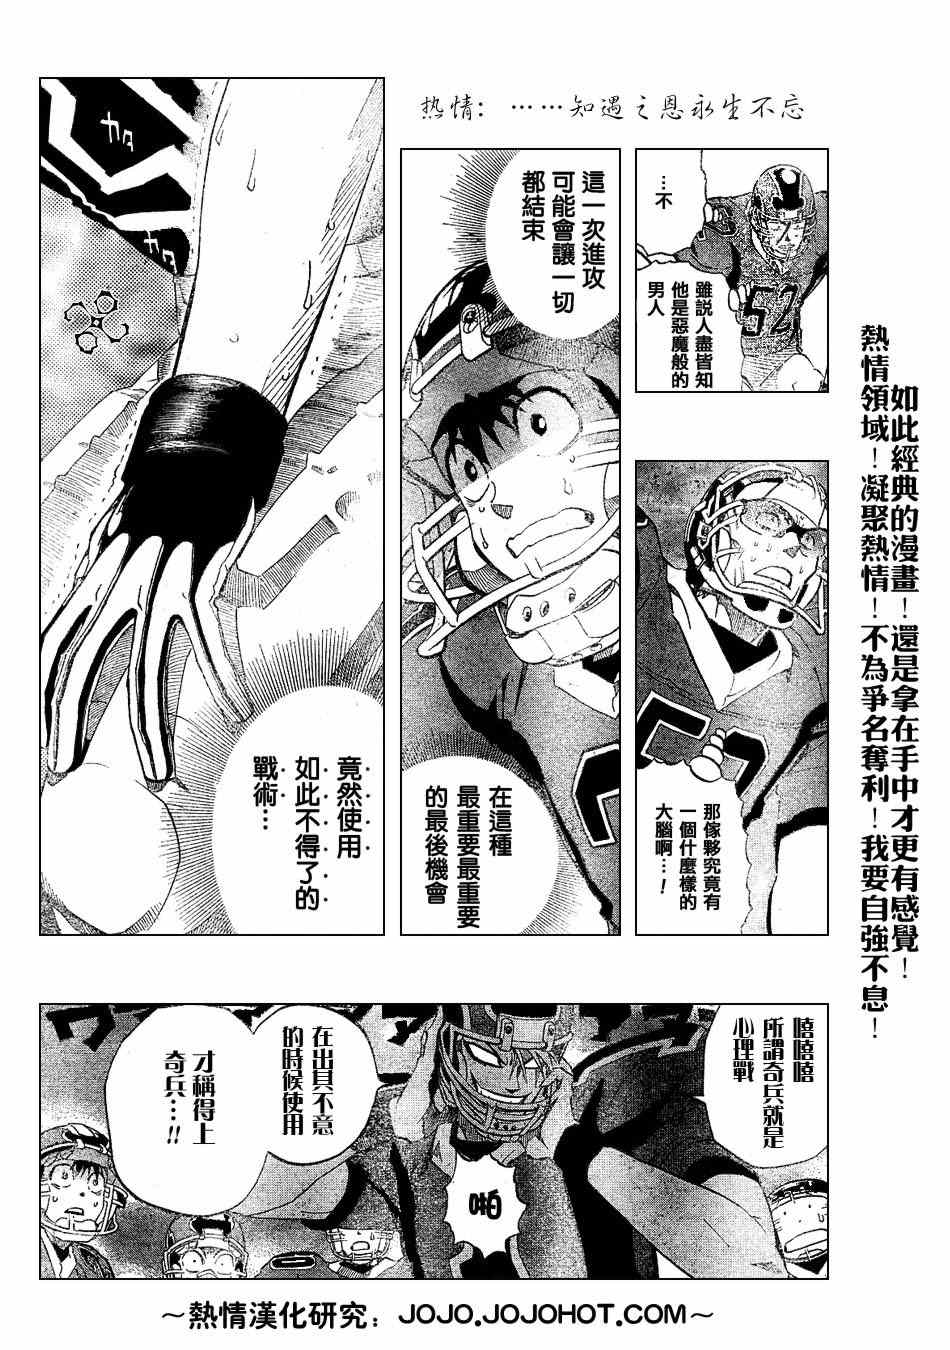 热情：……知遇之恩永生不忘
…不
雖説人盡皆知
他是惡魔般的
男人
那傢夥究竟有
一個什麼樣的
大腦啊…！
這一次進攻
可能會讓一切
都結束
在這種
最重要最重要
的最後機會
竟然使用
如此不得了的
戰術…
カタ
カタ
嘻嘻嘻
所謂奇兵就是
心理戰
在出其不意
的時候使用
才稱得上
奇兵…!!
啪
如此經典的漫畫！還是拿在手中才更有感覺！
熱情領域！凝聚熱情！不為爭名奪利！我要自強不息！
～熱情漢化研究：JOJO.JOJOHOT.COM～